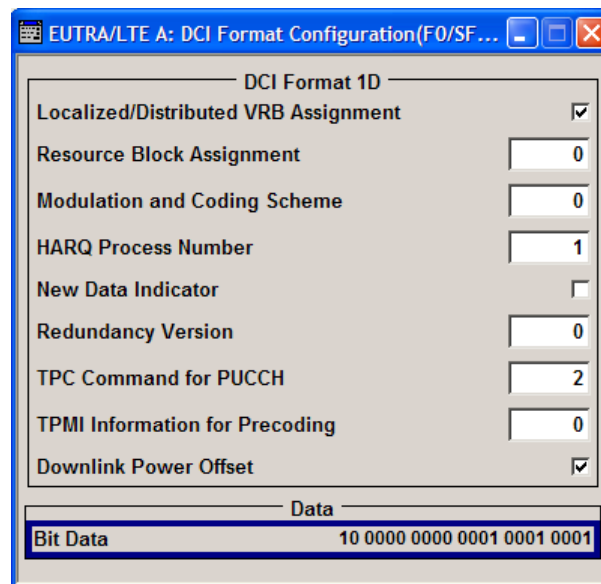 EUTRA/LTE A: DCI Format Configuration(F0/SF...
DCI Format 1D
Localized/Distributed VRB Assignment
Resource Block Assignment 0
Modulation and Coding Scheme 0
HARQ Process Number 1
New Data Indicator
Redundancy Version 0
TPC Command for PUCCH 2
TPMI Information for Precoding 0
Downlink Power Offset
Data
Bit Data 10 0000 0000 0001 0001 0001